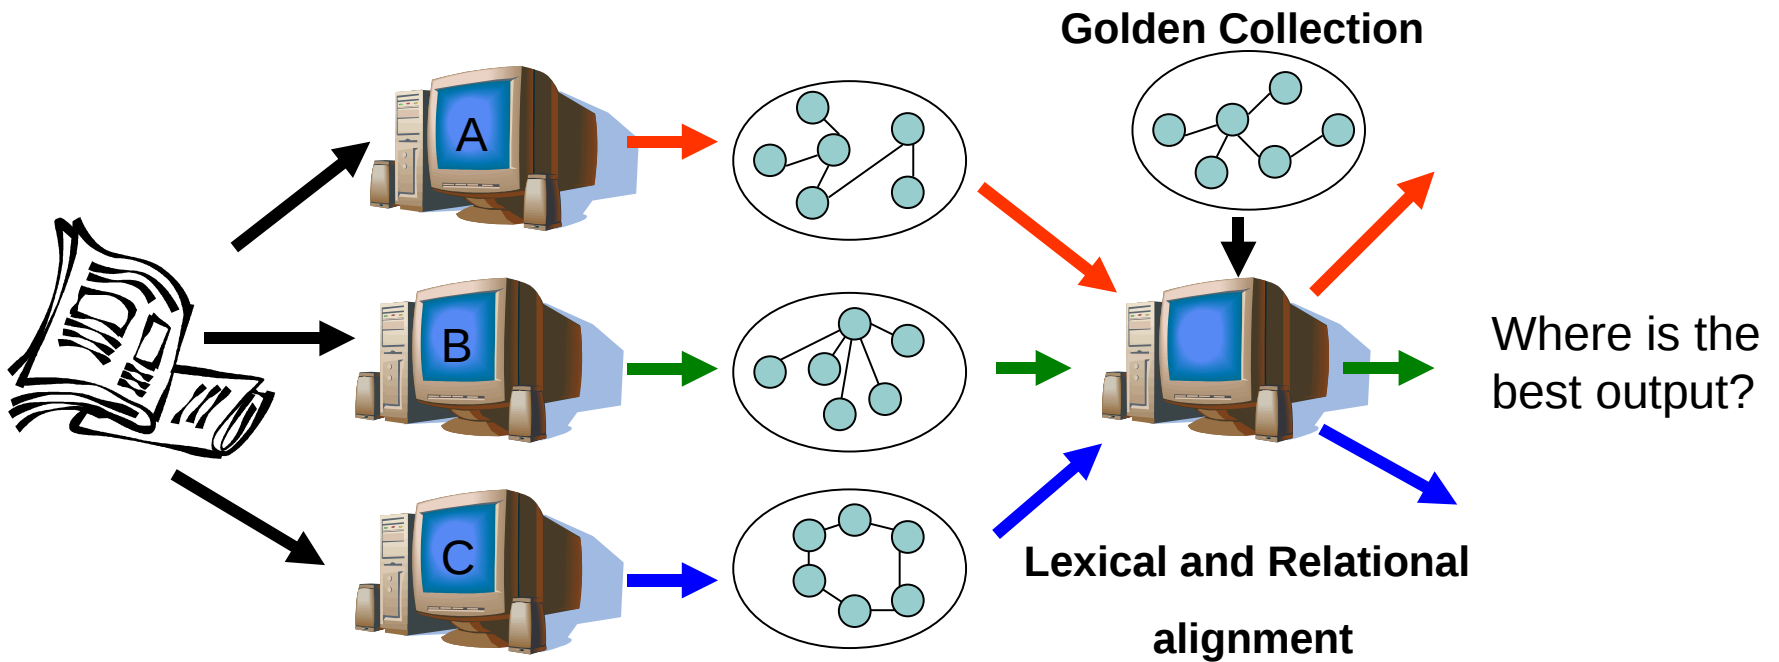 Golden Collection
A
B
C
Where is the
best output?
Lexical and Relational
alignment